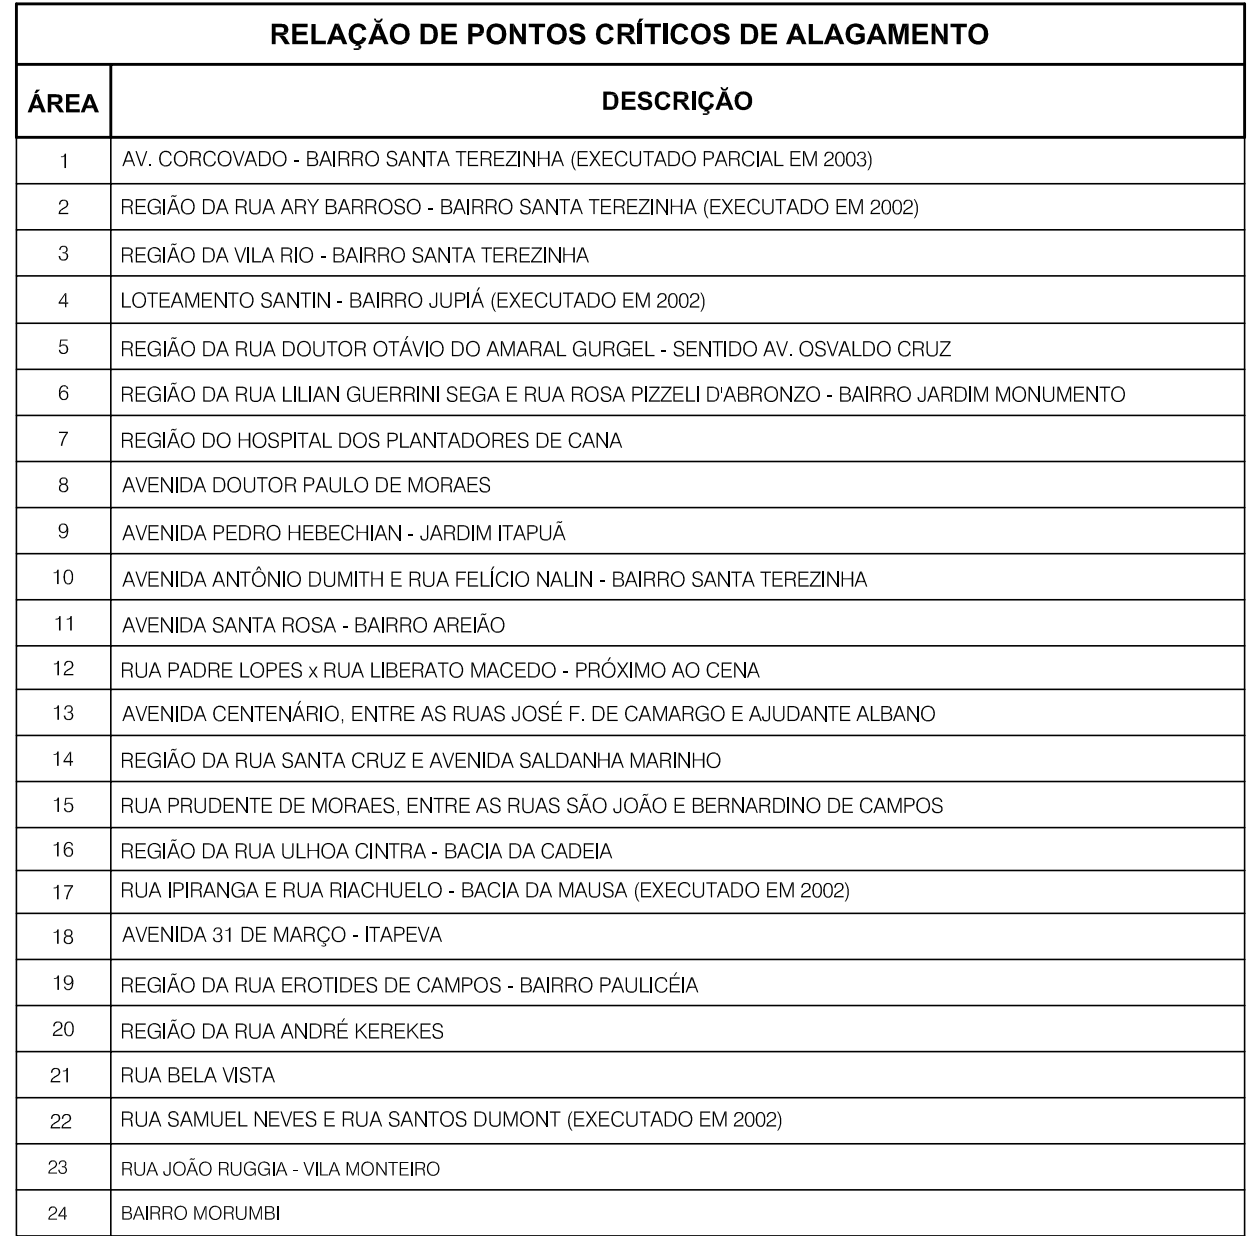 RELAÇÃO DE PONTOS CRÍTICOS DE ALAGAMENTO
ÁREA DESCRIÇÃO
1 AV. CORCOVADO - BAIRRO SANTA TEREZINHA (EXECUTADO PARCIAL EM 2003)
2 REGIÃO DA RUA ARY BARROSO - BAIRRO SANTA TEREZINHA (EXECUTADO EM 2002)
3 REGIÃO DA VILA RIO - BAIRRO SANTA TEREZINHA
4 LOTEAMENTO SANTIN - BAIRRO JUPIÁ (EXECUTADO EM 2002)
5 REGIÃO DA RUA DOUTOR OTÁVIO DO AMARAL GURGEL - SENTIDO AV. OSVALDO CRUZ
6 REGIÃO DA RUA LILIAN GUERRINI SEGA E RUA ROSA PIZZELI D'ABRONZO - BAIRRO JARDIM MONUMENTO
7 REGIÃO DO HOSPITAL DOS PLANTADORES DE CANA
8 AVENIDA DOUTOR PAULO DE MORAES
9 AVENIDA PEDRO HEBECHIAN - JARDIM ITAPUÃ
10 AVENIDA ANTÔNIO DUMITH E RUA FELÍCIO NALIN - BAIRRO SANTA TEREZINHA
11 AVENIDA SANTA ROSA - BAIRRO AREIÃO
12 RUA PADRE LOPES x RUA LIBERATO MACEDO - PRÓXIMO AO CENA
13 AVENIDA CENTENÁRIO, ENTRE AS RUAS JOSÉ F. DE CAMARGO E AJUDANTE ALBANO
14 REGIÃO DA RUA SANTA CRUZ E AVENIDA SALDANHA MARINHO
15 RUA PRUDENTE DE MORAES, ENTRE AS RUAS SÃO JOÃO E BERNARDINO DE CAMPOS
16 REGIÃO DA RUA ULHOA CINTRA - BACIA DA CADEIA
17 RUA IPIRANGA E RUA RIACHUELO - BACIA DA MAUSA (EXECUTADO EM 2002)
18 AVENIDA 31 DE MARÇO - ITAPEVA
19 REGIÃO DA RUA EROTIDES DE CAMPOS - BAIRRO PAULICÉIA
20 REGIÃO DA RUA ANDRÉ KEREKES
21 RUA BELA VISTA
22 RUA SAMUEL NEVES E RUA SANTOS DUMONT (EXECUTADO EM 2002)
23 RUA JOÃO RUGGIA - VILA MONTEIRO
24 BAIRRO MORUMBI